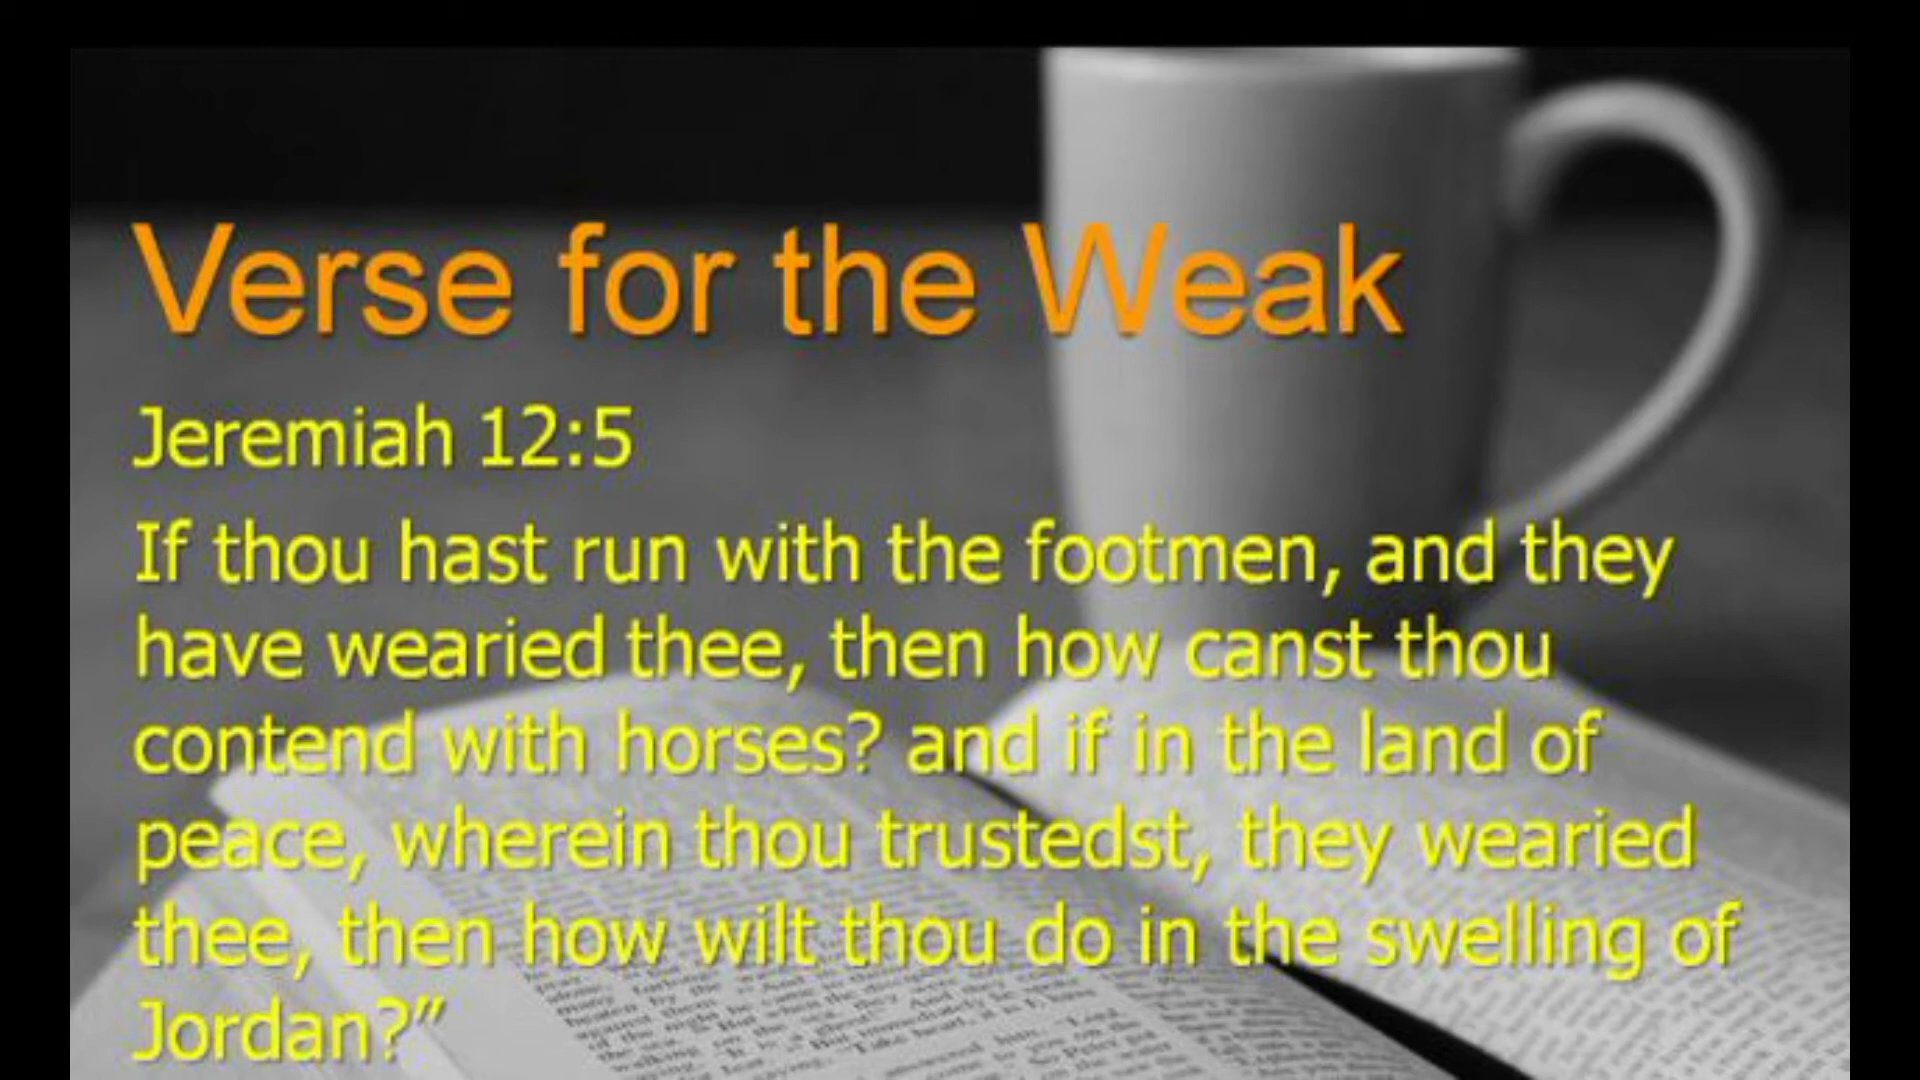 Verse for the Weak
Jeremiah 12:5
If thou hast run with the footmen, and they
have wearied thee, then how canst thou
contend with horses? and if in the land of
peace, wherein thou trustedst, they wearied
thee, then how wilt thou do in the swelling of
Jordan?”